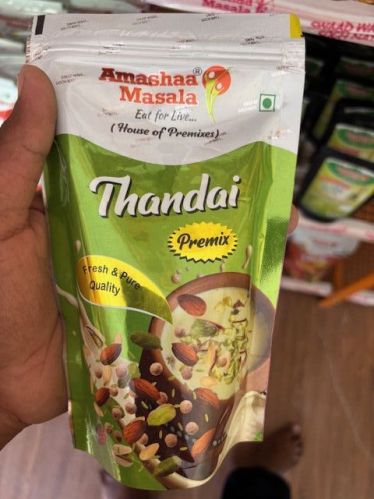 Amashaa®
Masala
Eat for Live...
(House of Premixes)
Thandai
Premix
Fresh & Pure
Quality